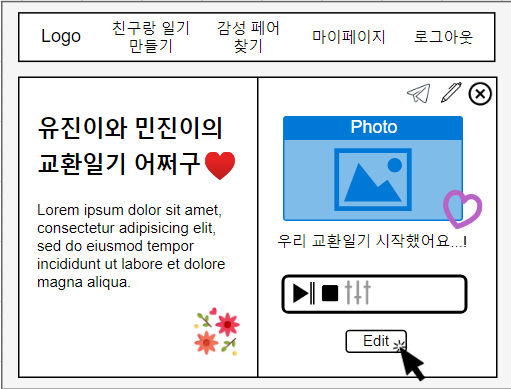 Logo
친구랑 일기
만들기
감성 페어
찾기
마이페이지
로그아웃
유진이와 민진이의
교환일기 어쩌구
Lorem ipsum dolor sit amet,
consectetur adipisicing elit,
sed do eiusmod tempor
incididunt ut labore et dolore
magna aliqua.
Photo
우리 교환일기 시작했어요...!
Edit